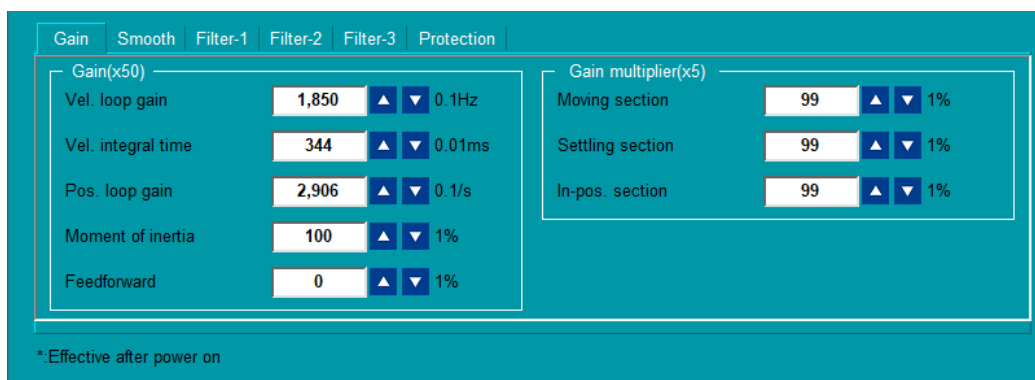 Gain Smooth Filter-1 Filter-2 Filter-3 Protection
Gain(x50)
Vel. loop gain 1,850 0.1Hz
Vel. integral time 344 0.01ms
Pos. loop gain 2,906 0.1/s
Moment of inertia 100 1%
Feedforward 0 1%
Gain multiplier(x5)
Moving section 99 1%
Settling section 99 1%
In-pos. section 99 1%
*:Effective after power on